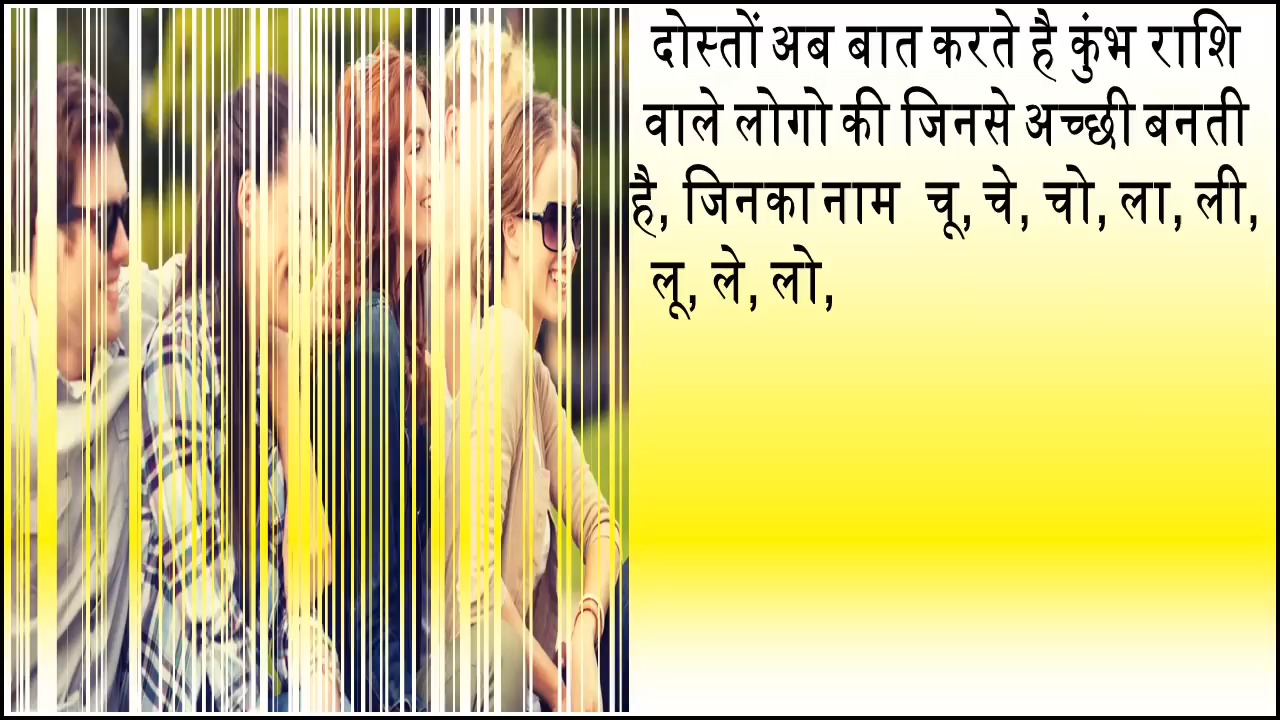 दोस्तों अब बात करते है कुंभ राशि
वाले लोगो की जिनसे अच्छी बनती
है, जिनका नाम चू, चे, चो, ला, ली,
लू, ले, लो,